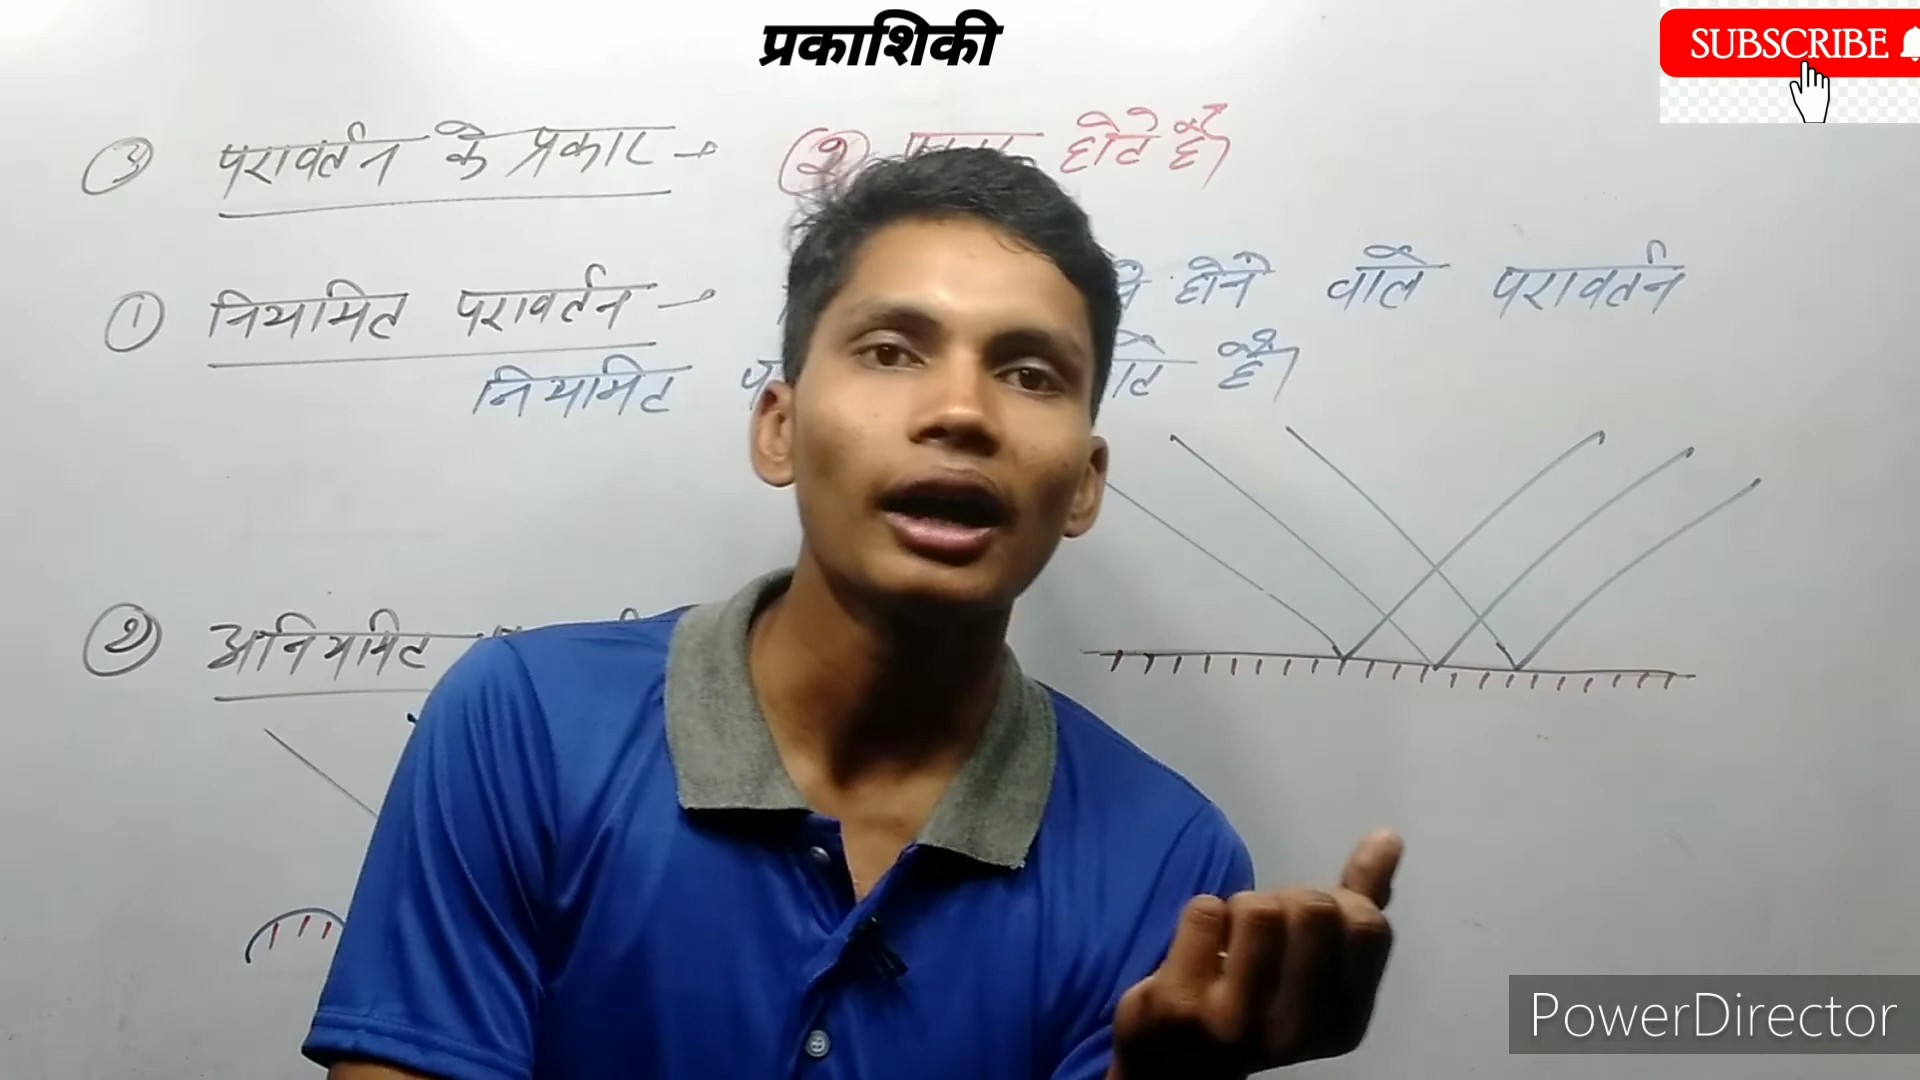 प्रकाशिकी
SUBSCRIBE
③ परावर्तन के प्रकार → ② होते हैं।
① नियमित परावर्तन → होने वाले परावर्तन
नियमित है।
② अनियमित
PowerDirector